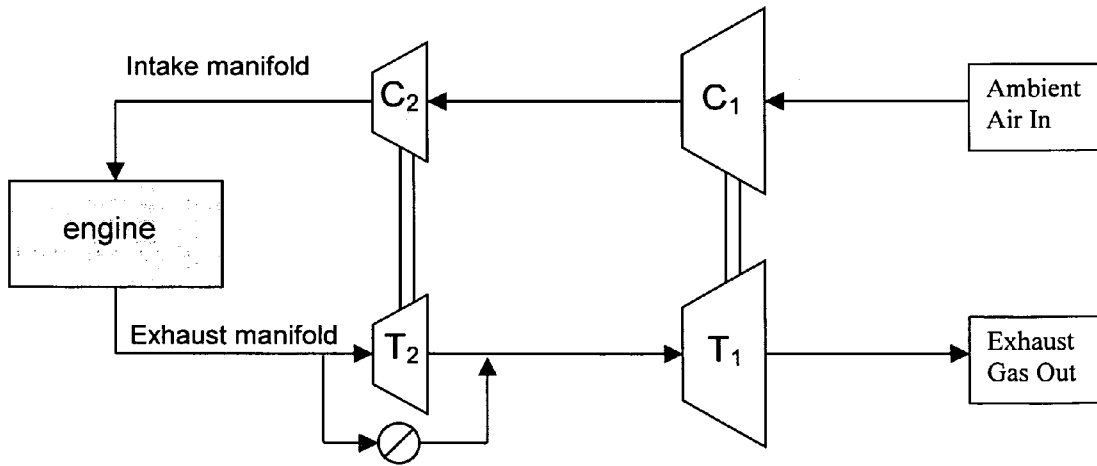 Intake manifold
C₂
C₁
Ambient
Air In
engine
Exhaust manifold
T₂
T₁
Exhaust
Gas Out